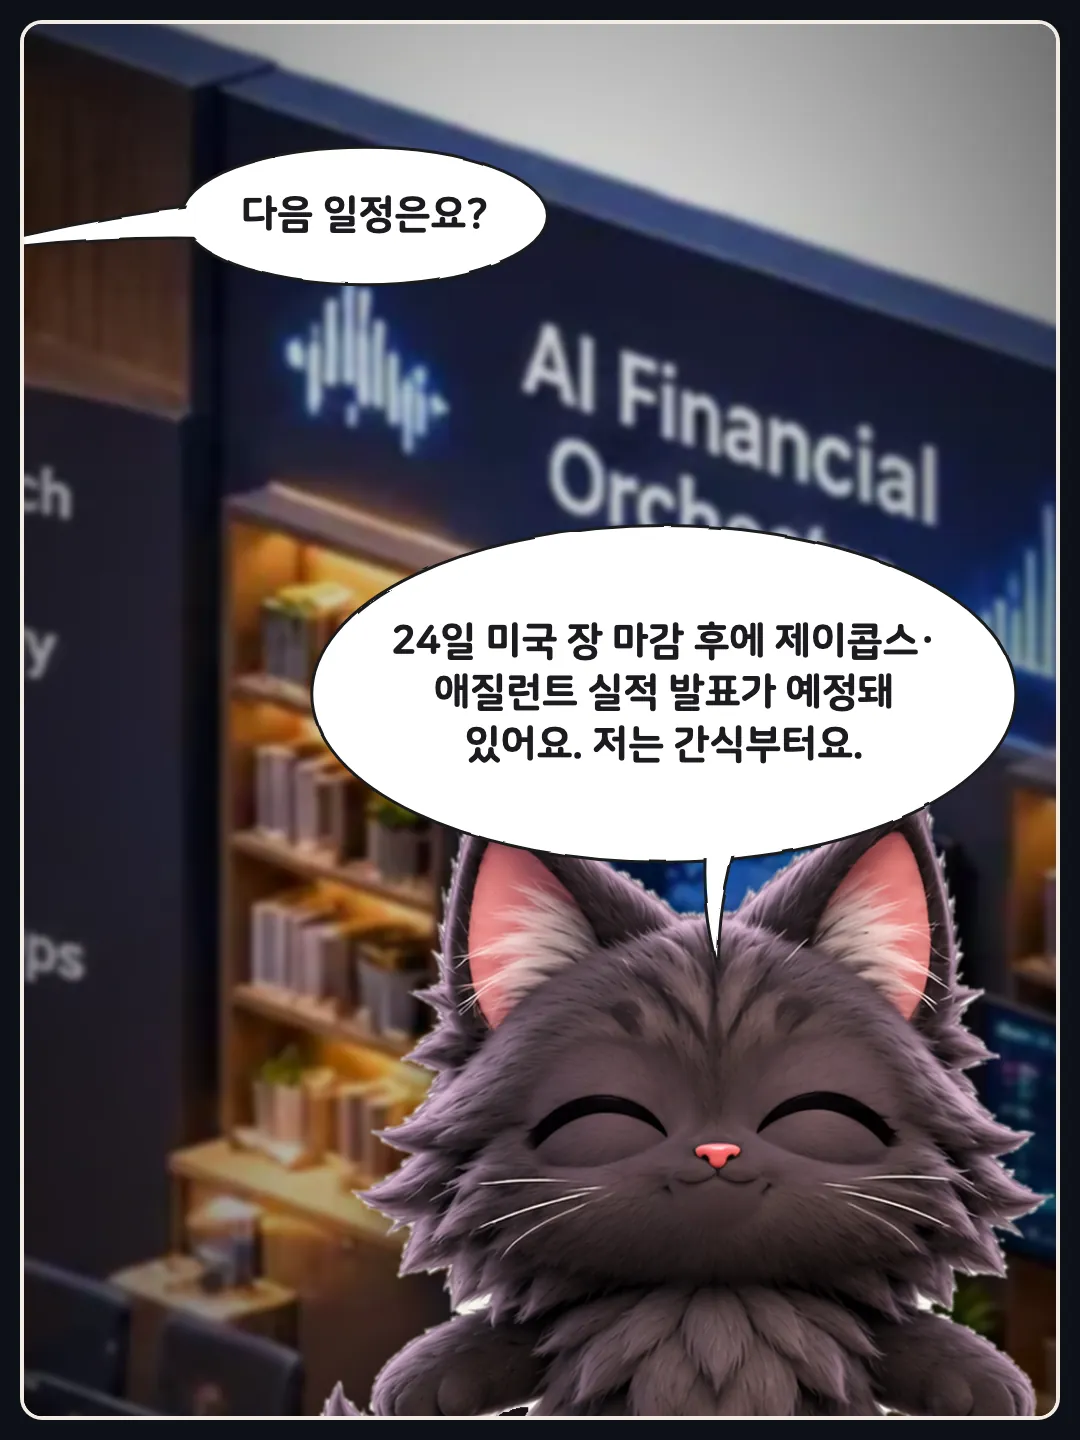 다음 일정은요?
AI Financial
24일 미국 장 마감 후에 제이콥스·
애질런트 실적 발표가 예정돼
있어요. 저는 간식부터요.
ch
y
ps